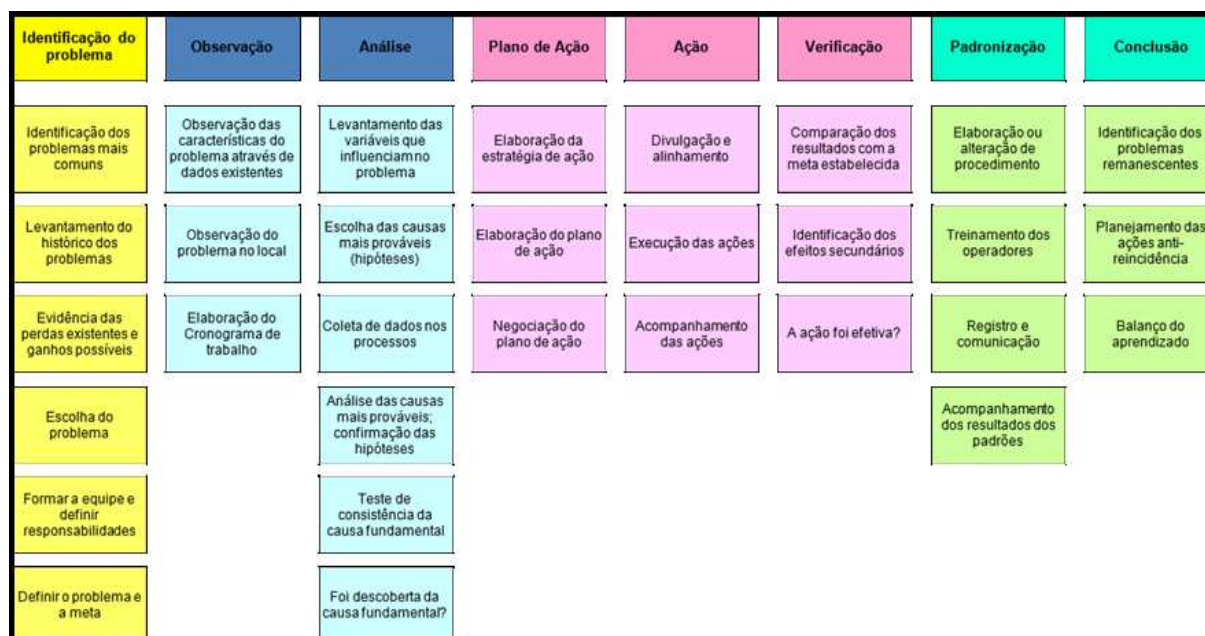 Identificação do
problema
Observação
Análise
Plano de Ação
Ação
Verificação
Padronização
Conclusão
Identificação dos
problemas mais
comuns
Observação das
características do
problema através de
dados existentes
Levantamento das
variáveis que
influenciam no
problema
Elaboração da
estratégia de ação
Divulgação e
alinhamento
Comparação dos
resultados com a
meta estabelecida
Elaboração ou
alteração de
procedimento
Identificação dos
problemas
remanescentes
Levantamento do
histórico dos
problemas
Observação do
problema no local
Escolha das causas
mais prováveis
(hipóteses)
Elaboração do plano
de ação
Execução das ações
Identificação dos
efeitos secundários
Treinamento dos
operadores
Planejamento das
ações anti-
reincidência
Evidência das
perdas existentes e
ganhos possíveis
Elaboração do
Cronograma de
trabalho
Coleta de dados nos
processos
Negociação do
plano de ação
Acompanhamento
das ações
A ação foi efetiva?
Registro e
comunicação
Balanço do
aprendizado
Escolha do
problema
Análise das causas
mais prováveis;
confirmação das
hipóteses
Acompanhamento
dos resultados dos
padrões
Formar a equipe e
definir
responsabilidades
Teste de
consistência da
causa fundamental
Definir o problema e
a meta
Foi descoberta da
causa fundamental?